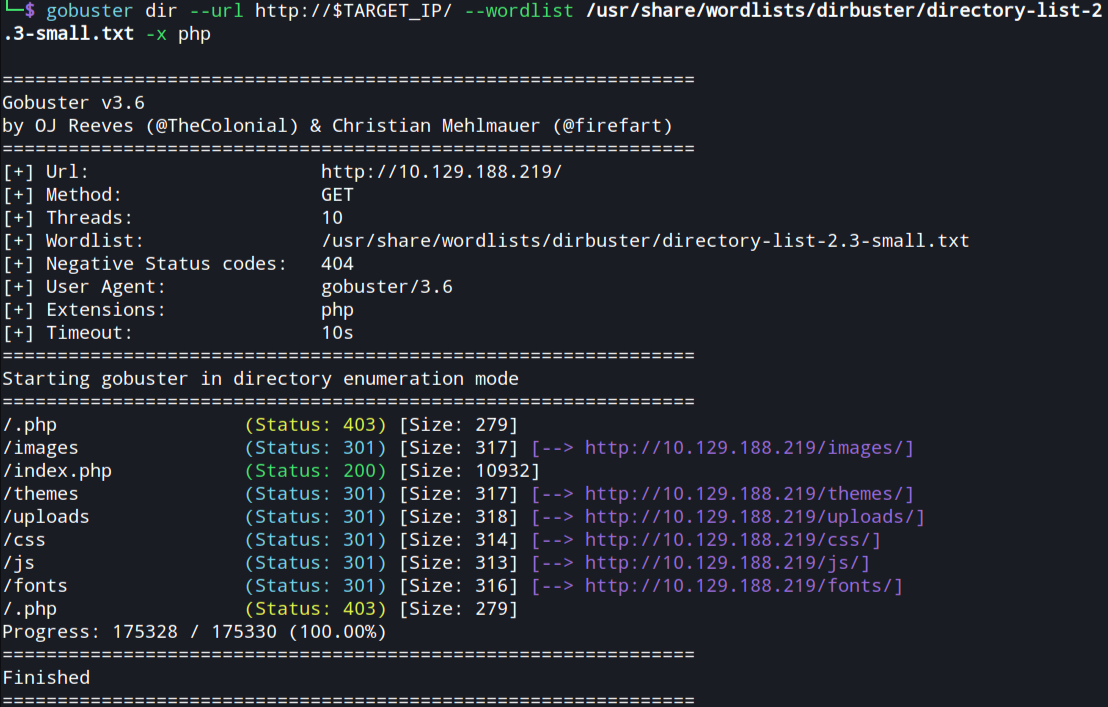 └─$ gobuster dir --url http://$TARGET_IP/ --wordlist /usr/share/wordlists/dirbuster/directory-list-2
.3-small.txt -x php
===============================================================
Gobuster v3.6
by OJ Reeves (@TheColonial) & Christian Mehlmauer (@firefart)
===============================================================
[+] Url:                     http://10.129.188.219/
[+] Method:                  GET
[+] Threads:                 10
[+] Wordlist:                /usr/share/wordlists/dirbuster/directory-list-2.3-small.txt
[+] Negative Status codes:   404
[+] User Agent:              gobuster/3.6
[+] Extensions:              php
[+] Timeout:                 10s
===============================================================
Starting gobuster in directory enumeration mode
===============================================================
/.php                 (Status: 403) [Size: 279]
/images               (Status: 301) [Size: 317] [--> http://10.129.188.219/images/]
/index.php            (Status: 200) [Size: 10932]
/themes               (Status: 301) [Size: 317] [--> http://10.129.188.219/themes/]
/uploads              (Status: 301) [Size: 318] [--> http://10.129.188.219/uploads/]
/css                  (Status: 301) [Size: 314] [--> http://10.129.188.219/css/]
/js                   (Status: 301) [Size: 313] [--> http://10.129.188.219/js/]
/fonts                (Status: 301) [Size: 316] [--> http://10.129.188.219/fonts/]
/.php                 (Status: 403) [Size: 279]
Progress: 175328 / 175330 (100.00%)
===============================================================
Finished
===============================================================